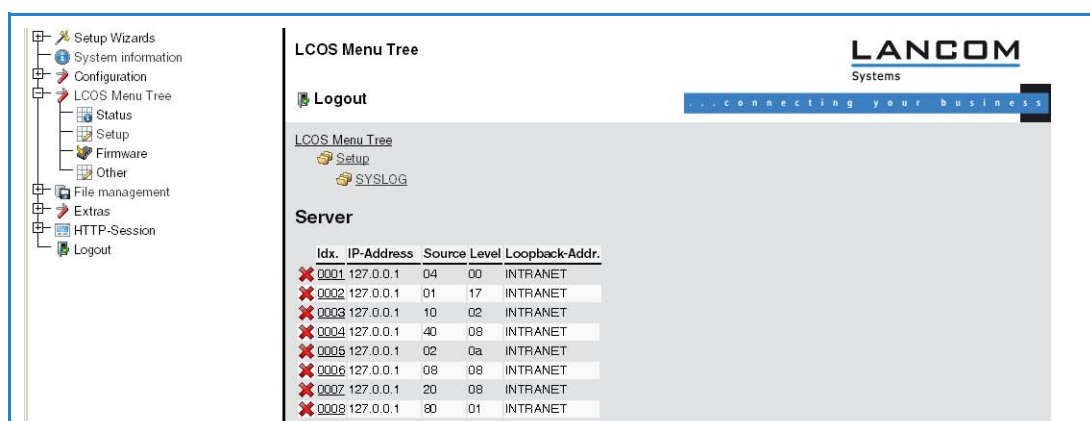 Setup Wizards
System information
Configuration
LCOS Menu Tree
Status
Setup
Firmware
Other
File management
Extras
HTTP-Session
Logout
LCOS Menu Tree
LANCOM
Systems
Logout
...connecting your business
LCOS Menu Tree
Setup
SYSLOG
Server
Idx. IP-Address Source Level Loopback-Addr.
0001 127.0.0.1 04 00 INTRANET
0002 127.0.0.1 01 17 INTRANET
0003 127.0.0.1 10 02 INTRANET
0004 127.0.0.1 40 08 INTRANET
0005 127.0.0.1 02 0a INTRANET
0006 127.0.0.1 08 08 INTRANET
0007 127.0.0.1 20 08 INTRANET
0008 127.0.0.1 80 01 INTRANET